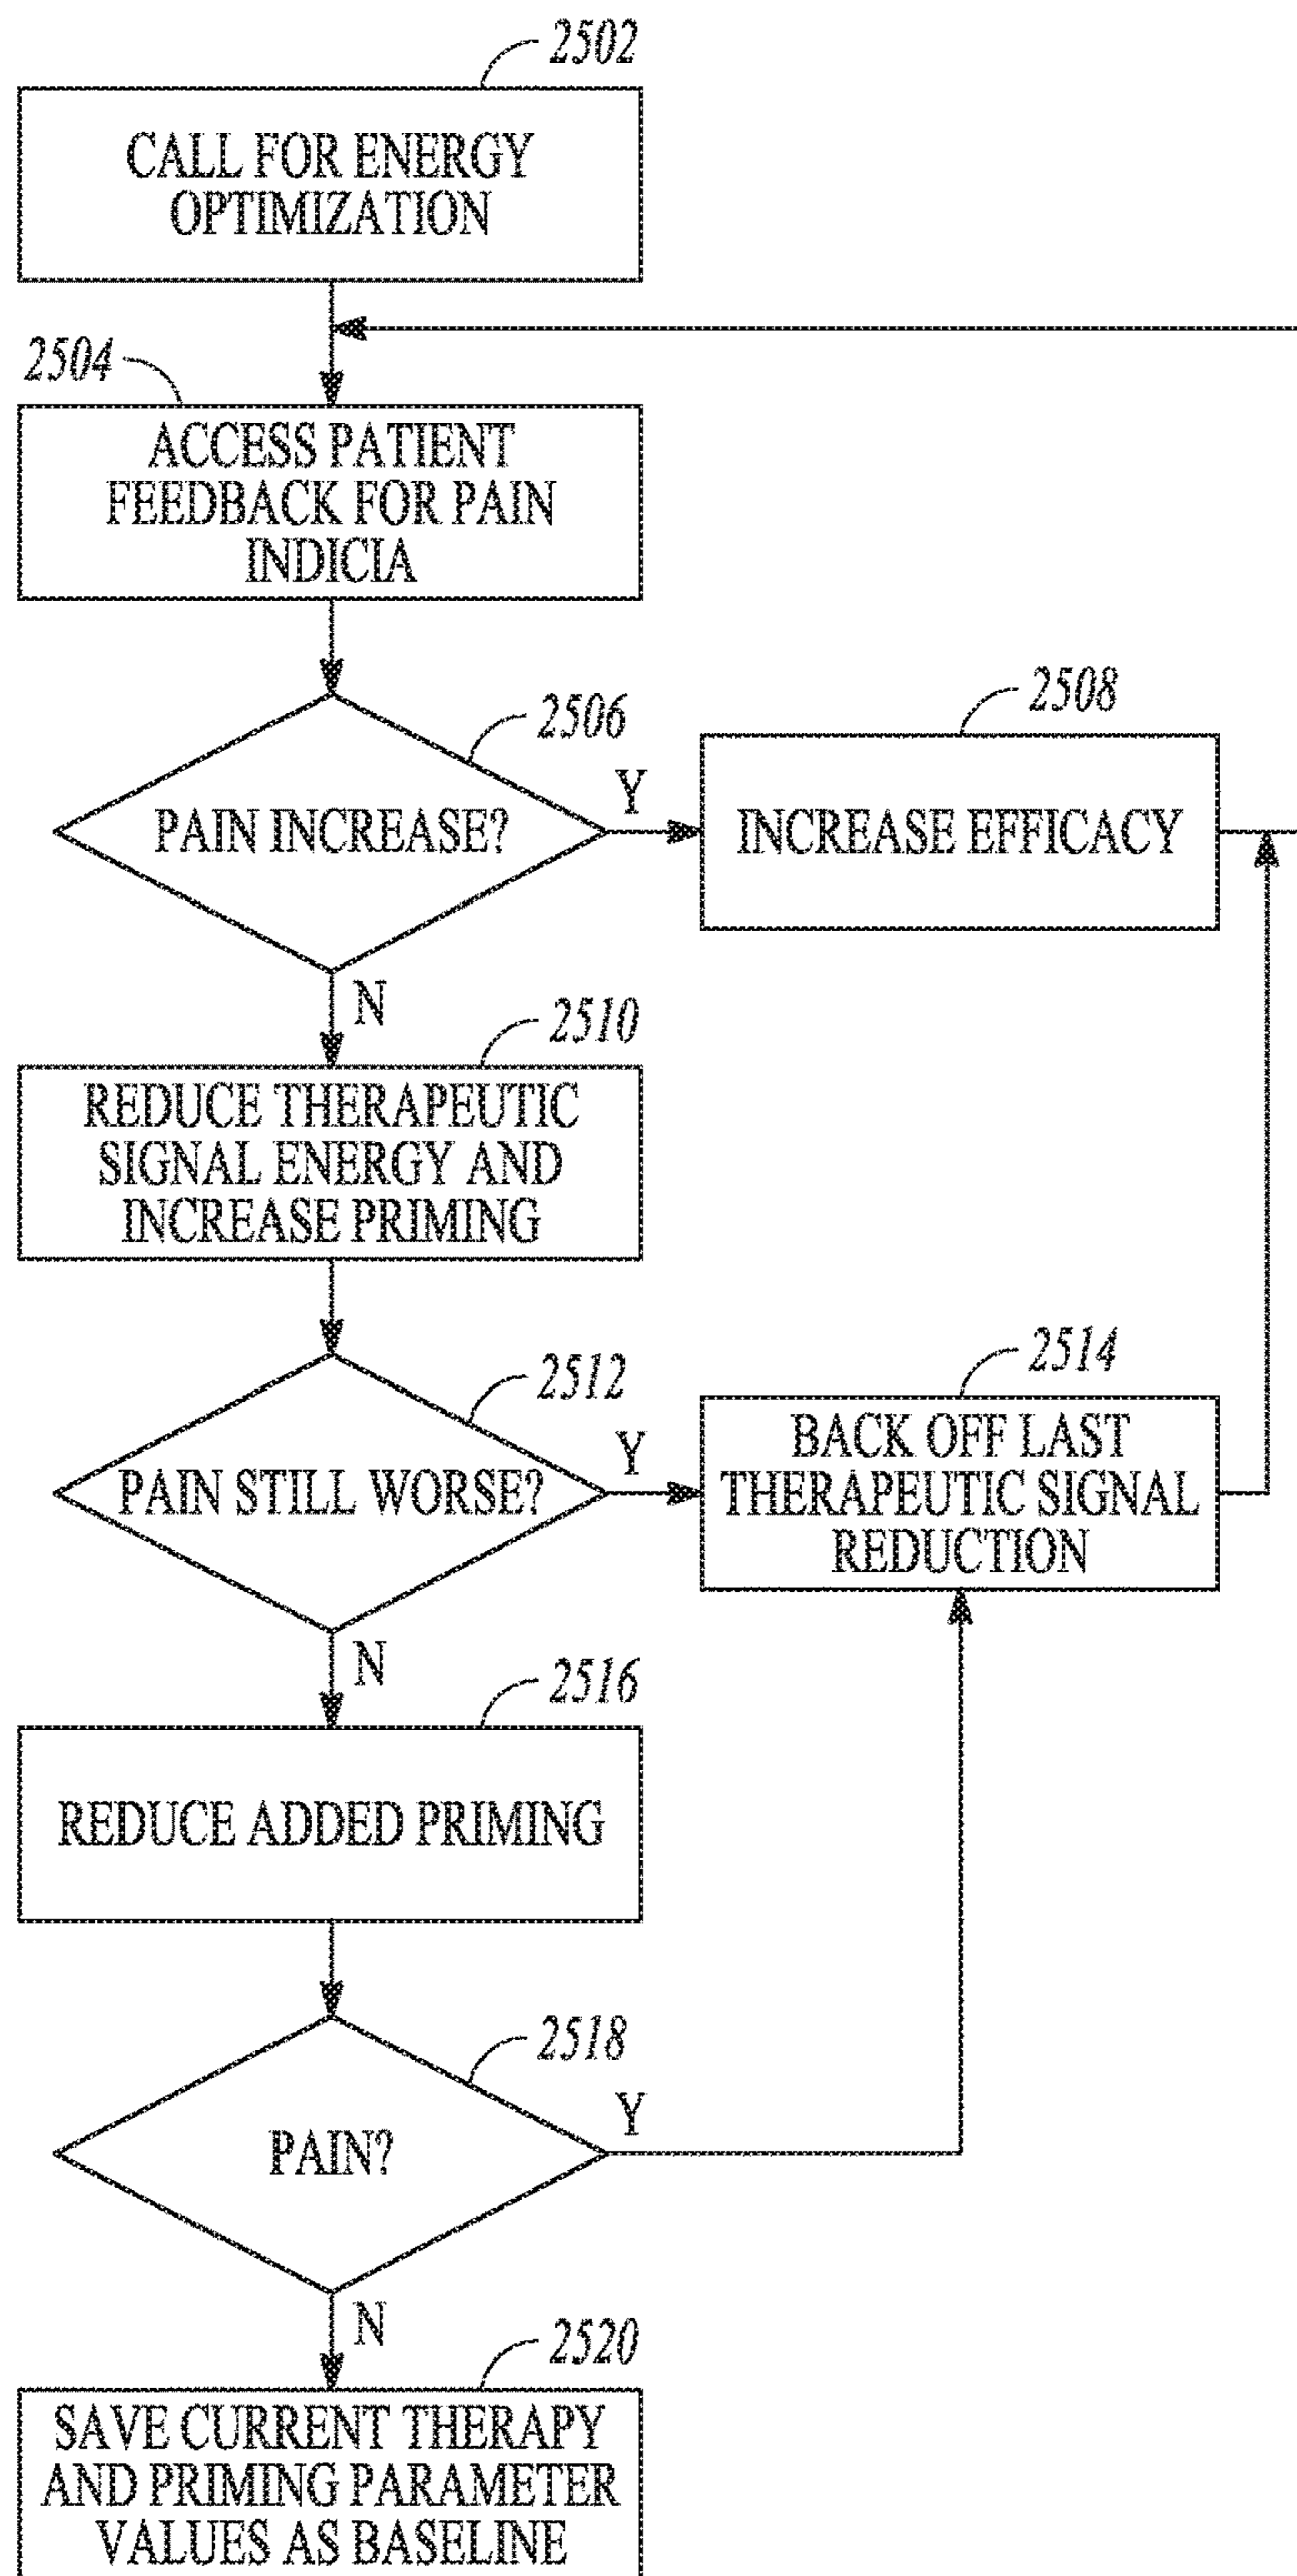 2502
CALL FOR ENERGY
OPTIMIZATION
2504
ACCESS PATIENT
FEEDBACK FOR PAIN
INDICIA
2506
PAIN INCREASE?
Y
2508
INCREASE EFFICACY
N
2510
REDUCE THERAPEUTIC
SIGNAL ENERGY AND
INCREASE PRIMING
2512
PAIN STILL WORSE?
Y
2514
BACK OFF LAST
THERAPEUTIC SIGNAL
REDUCTION
N
2516
REDUCE ADDED PRIMING
2518
PAIN?
Y
N
2520
SAVE CURRENT THERAPY
AND PRIMING PARAMETER
VALUES AS BASELINE